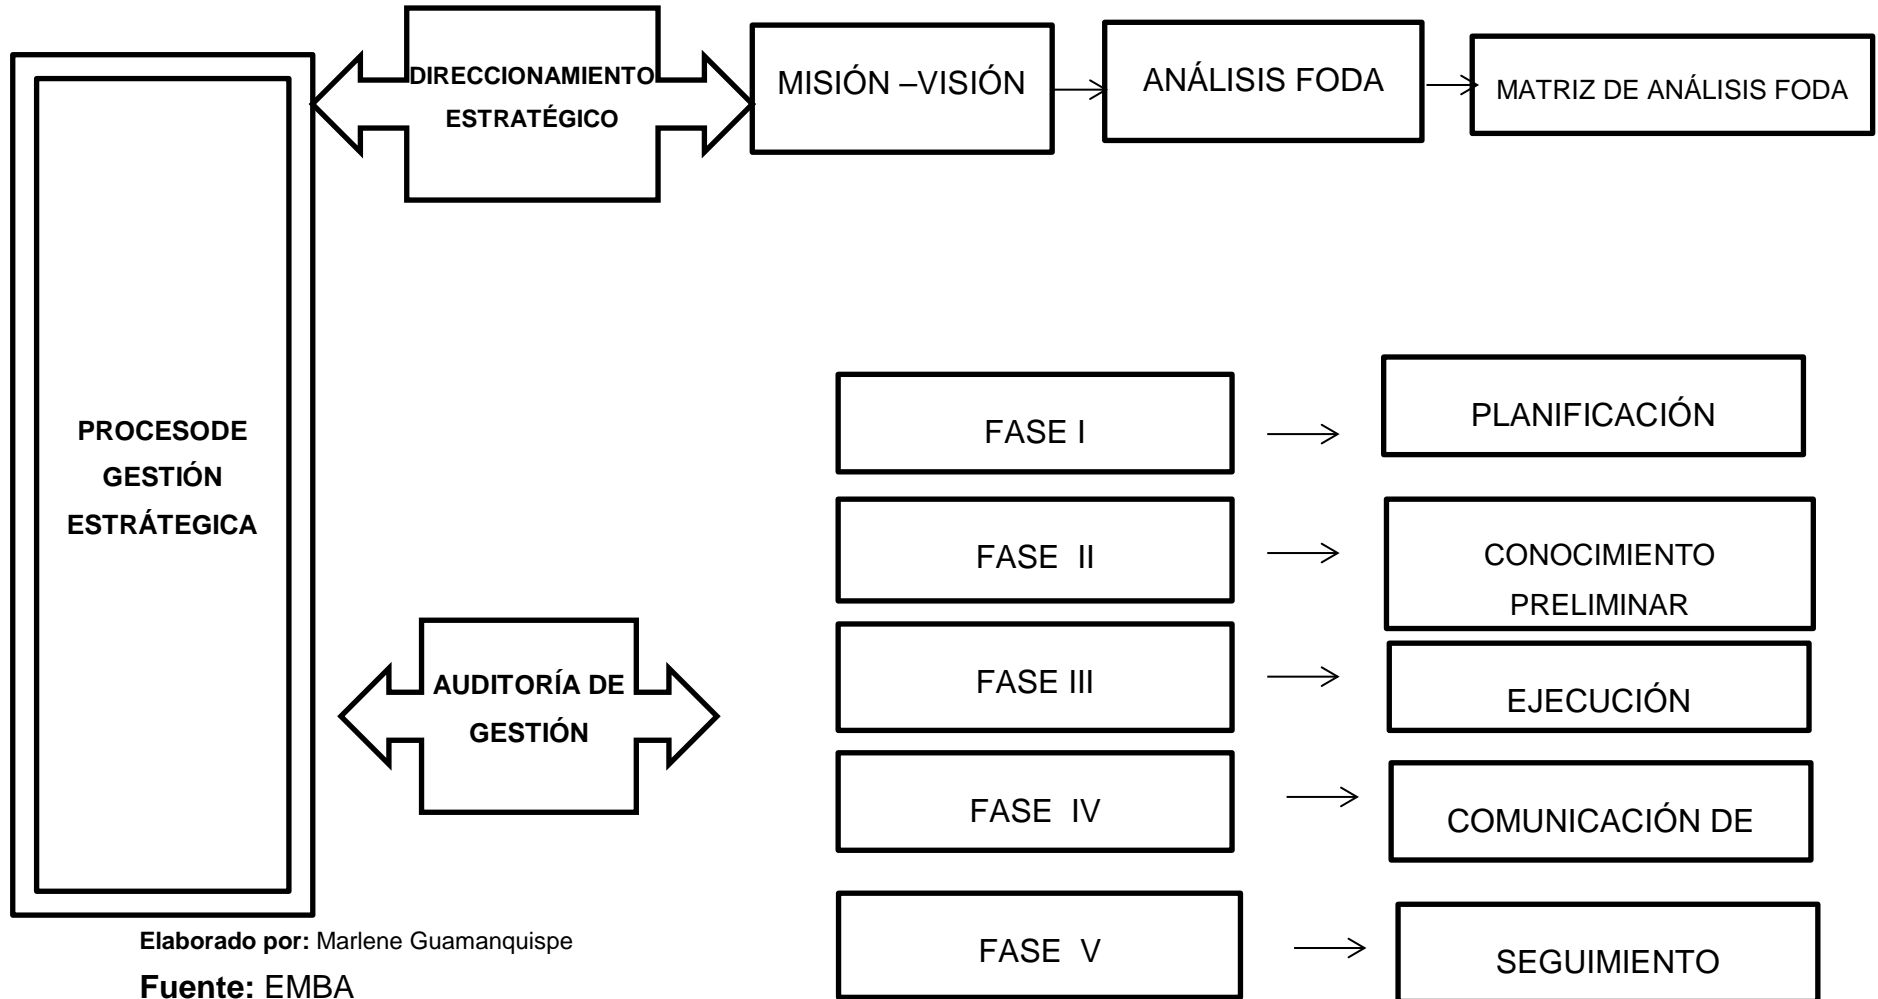 DIRECCIONAMIENTO
ESTRATÉGICO
MISIÓN –VISIÓN
ANÁLISIS FODA
MATRIZ DE ANÁLISIS FODA
PROCESODE
GESTIÓN
ESTRÁTEGICA
AUDITORÍA DE
GESTIÓN
FASE I
PLANIFICACIÓN
FASE II
CONOCIMIENTO
PRELIMINAR
FASE III
EJECUCIÓN
FASE IV
COMUNICACIÓN DE
FASE V
SEGUIMIENTO
Elaborado por: Marlene Guamanquispe
Fuente: EMBA